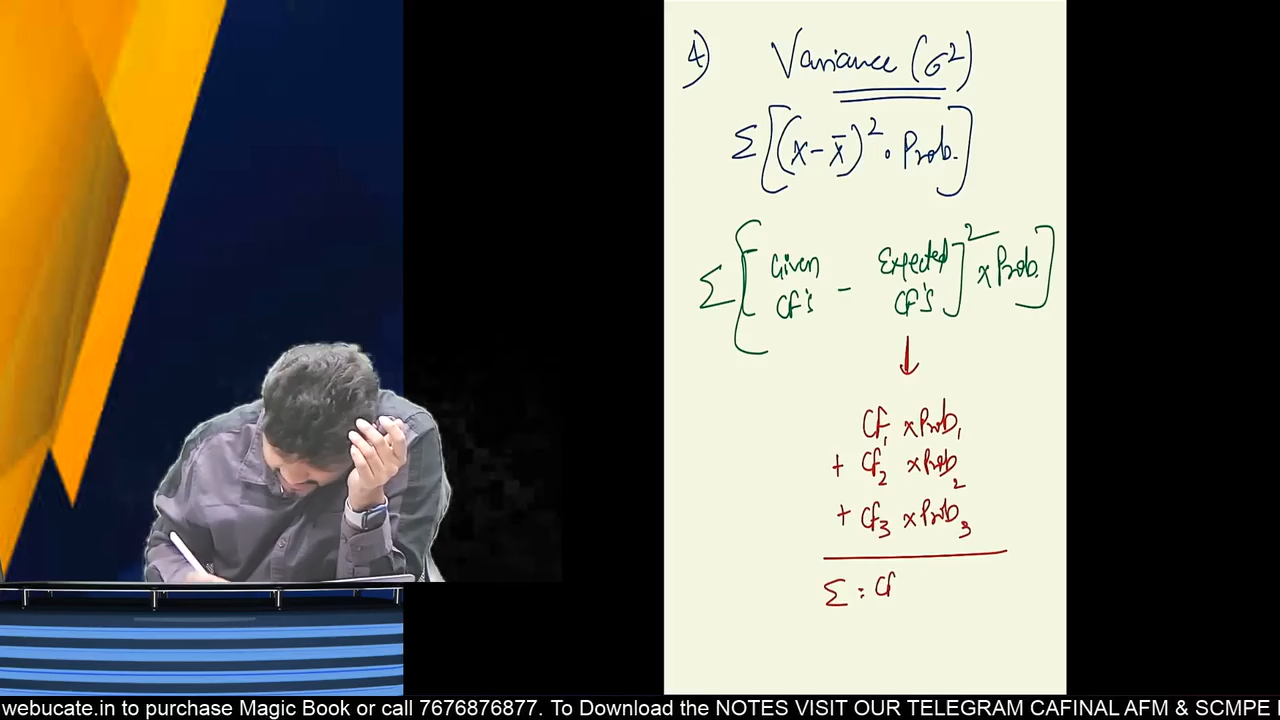 4) Variance (σ²)
Σ[(x - x̄)² . Prob.]
Σ{[Given CF's - Expected CF's]² x Prob.]
↓
CF₁ x Prob₁
+ CF₂ x Prob₂
+ CF₃ x Prob₃
Σ : CF
webucate.in to purchase Magic Book or call 7676876877. To Download the NOTES VISIT OUR TELEGRAM CAFINAL AFM & SCMPE